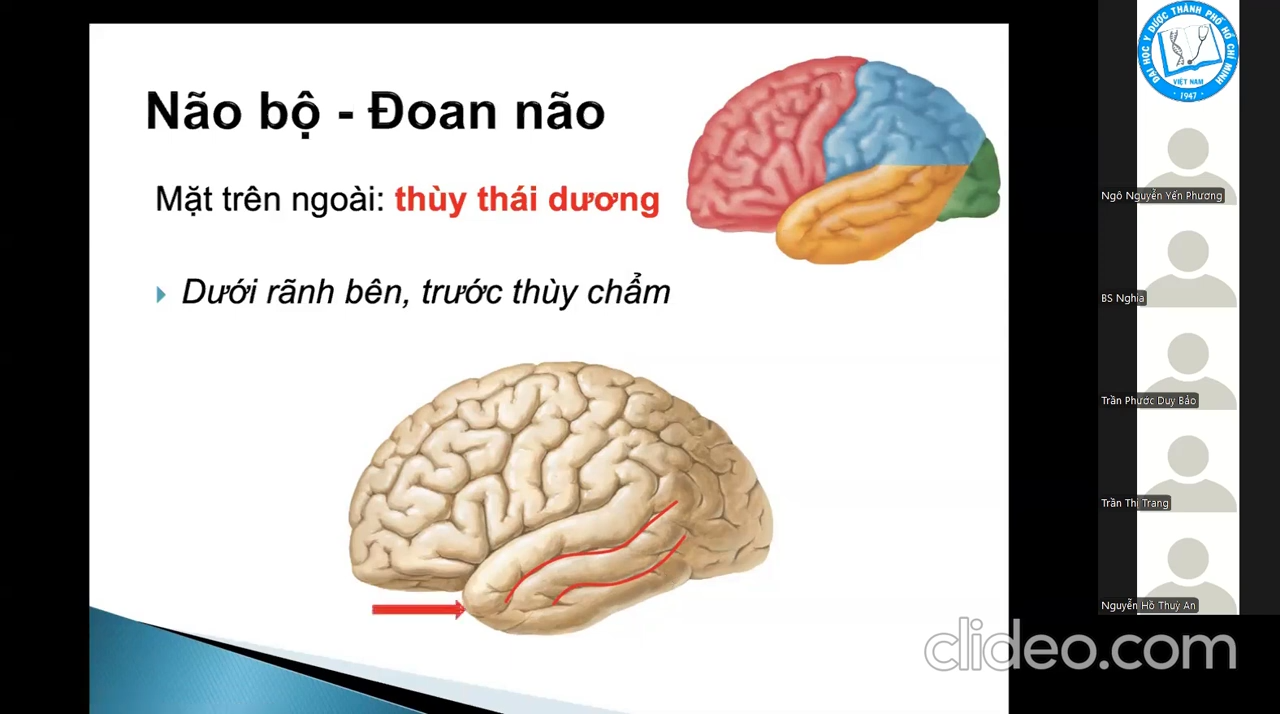 Não bộ - Đoan não
Mặt trên ngoài: thùy thái dương
Dưới rãnh bên, trước thùy chẩm
ĐẠI HỌC Y DƯỢC THÀNH PHỐ HỒ CHÍ MINH
VIỆT NAM
1947
Ngô Nguyễn Yến Phương
BS Nghia
Trần Phước Duy Bảo
Trần Thị Trang
Nguyễn Hồ Thuý An
clideo.com